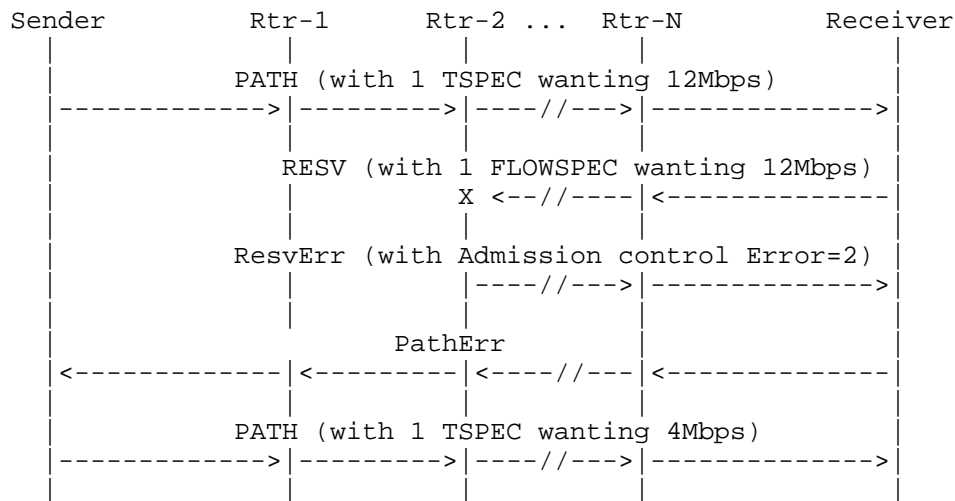 Sender Rtr-1 Rtr-2 ... Rtr-N Receiver
PATH (with 1 TSPEC wanting 12Mbps)
RESV (with 1 FLOWSPEC wanting 12Mbps)
X
ResvErr (with Admission control Error=2)
PathErr
PATH (with 1 TSPEC wanting 4Mbps)